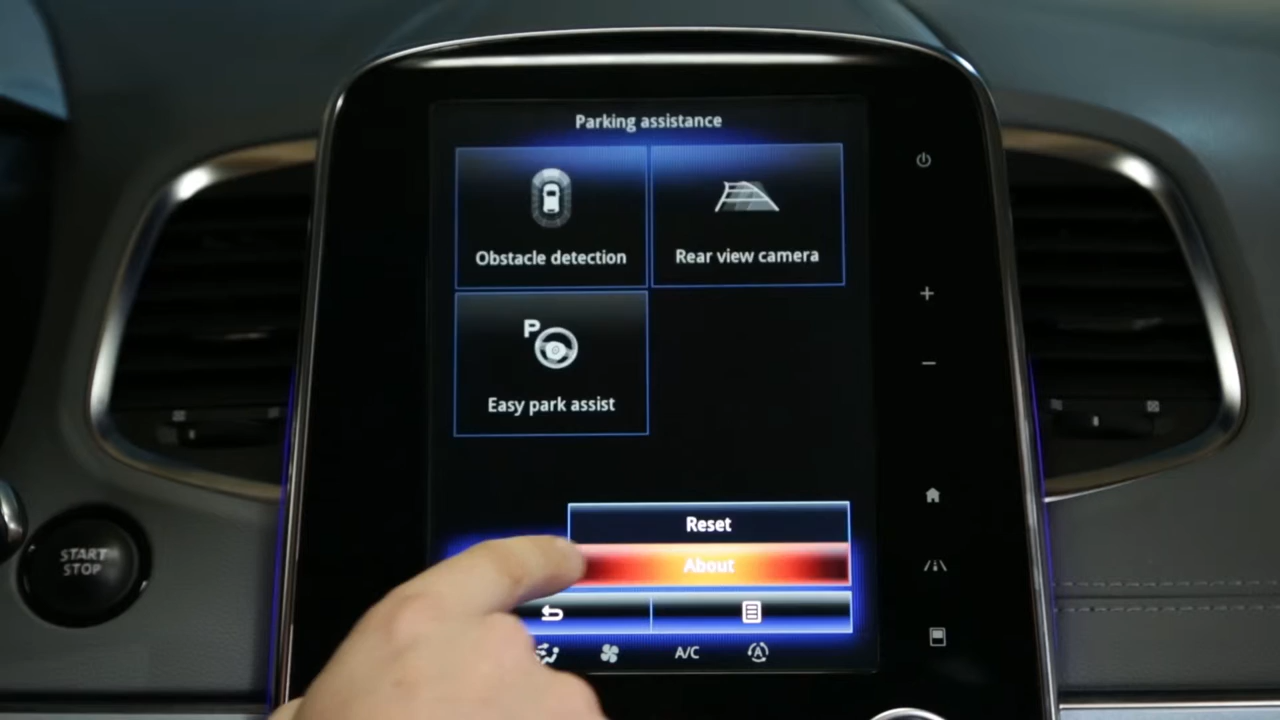 Parking assistance
Obstacle detection
Rear view camera
P
Easy park assist
Reset
About
START
STOP
A/C
A